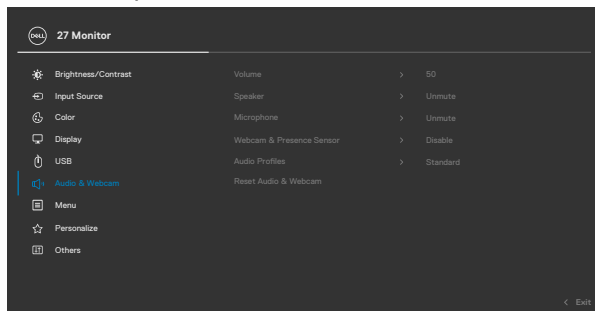 DELL 27 Monitor
Brightness/Contrast Volume > 50
Input Source Speaker > Unmute
Color Microphone > Unmute
Display Webcam & Presence Sensor > Disable
USB Audio Profiles > Standard
Audio & Webcam Reset Audio & Webcam
Menu
Personalize
Others
< Exit